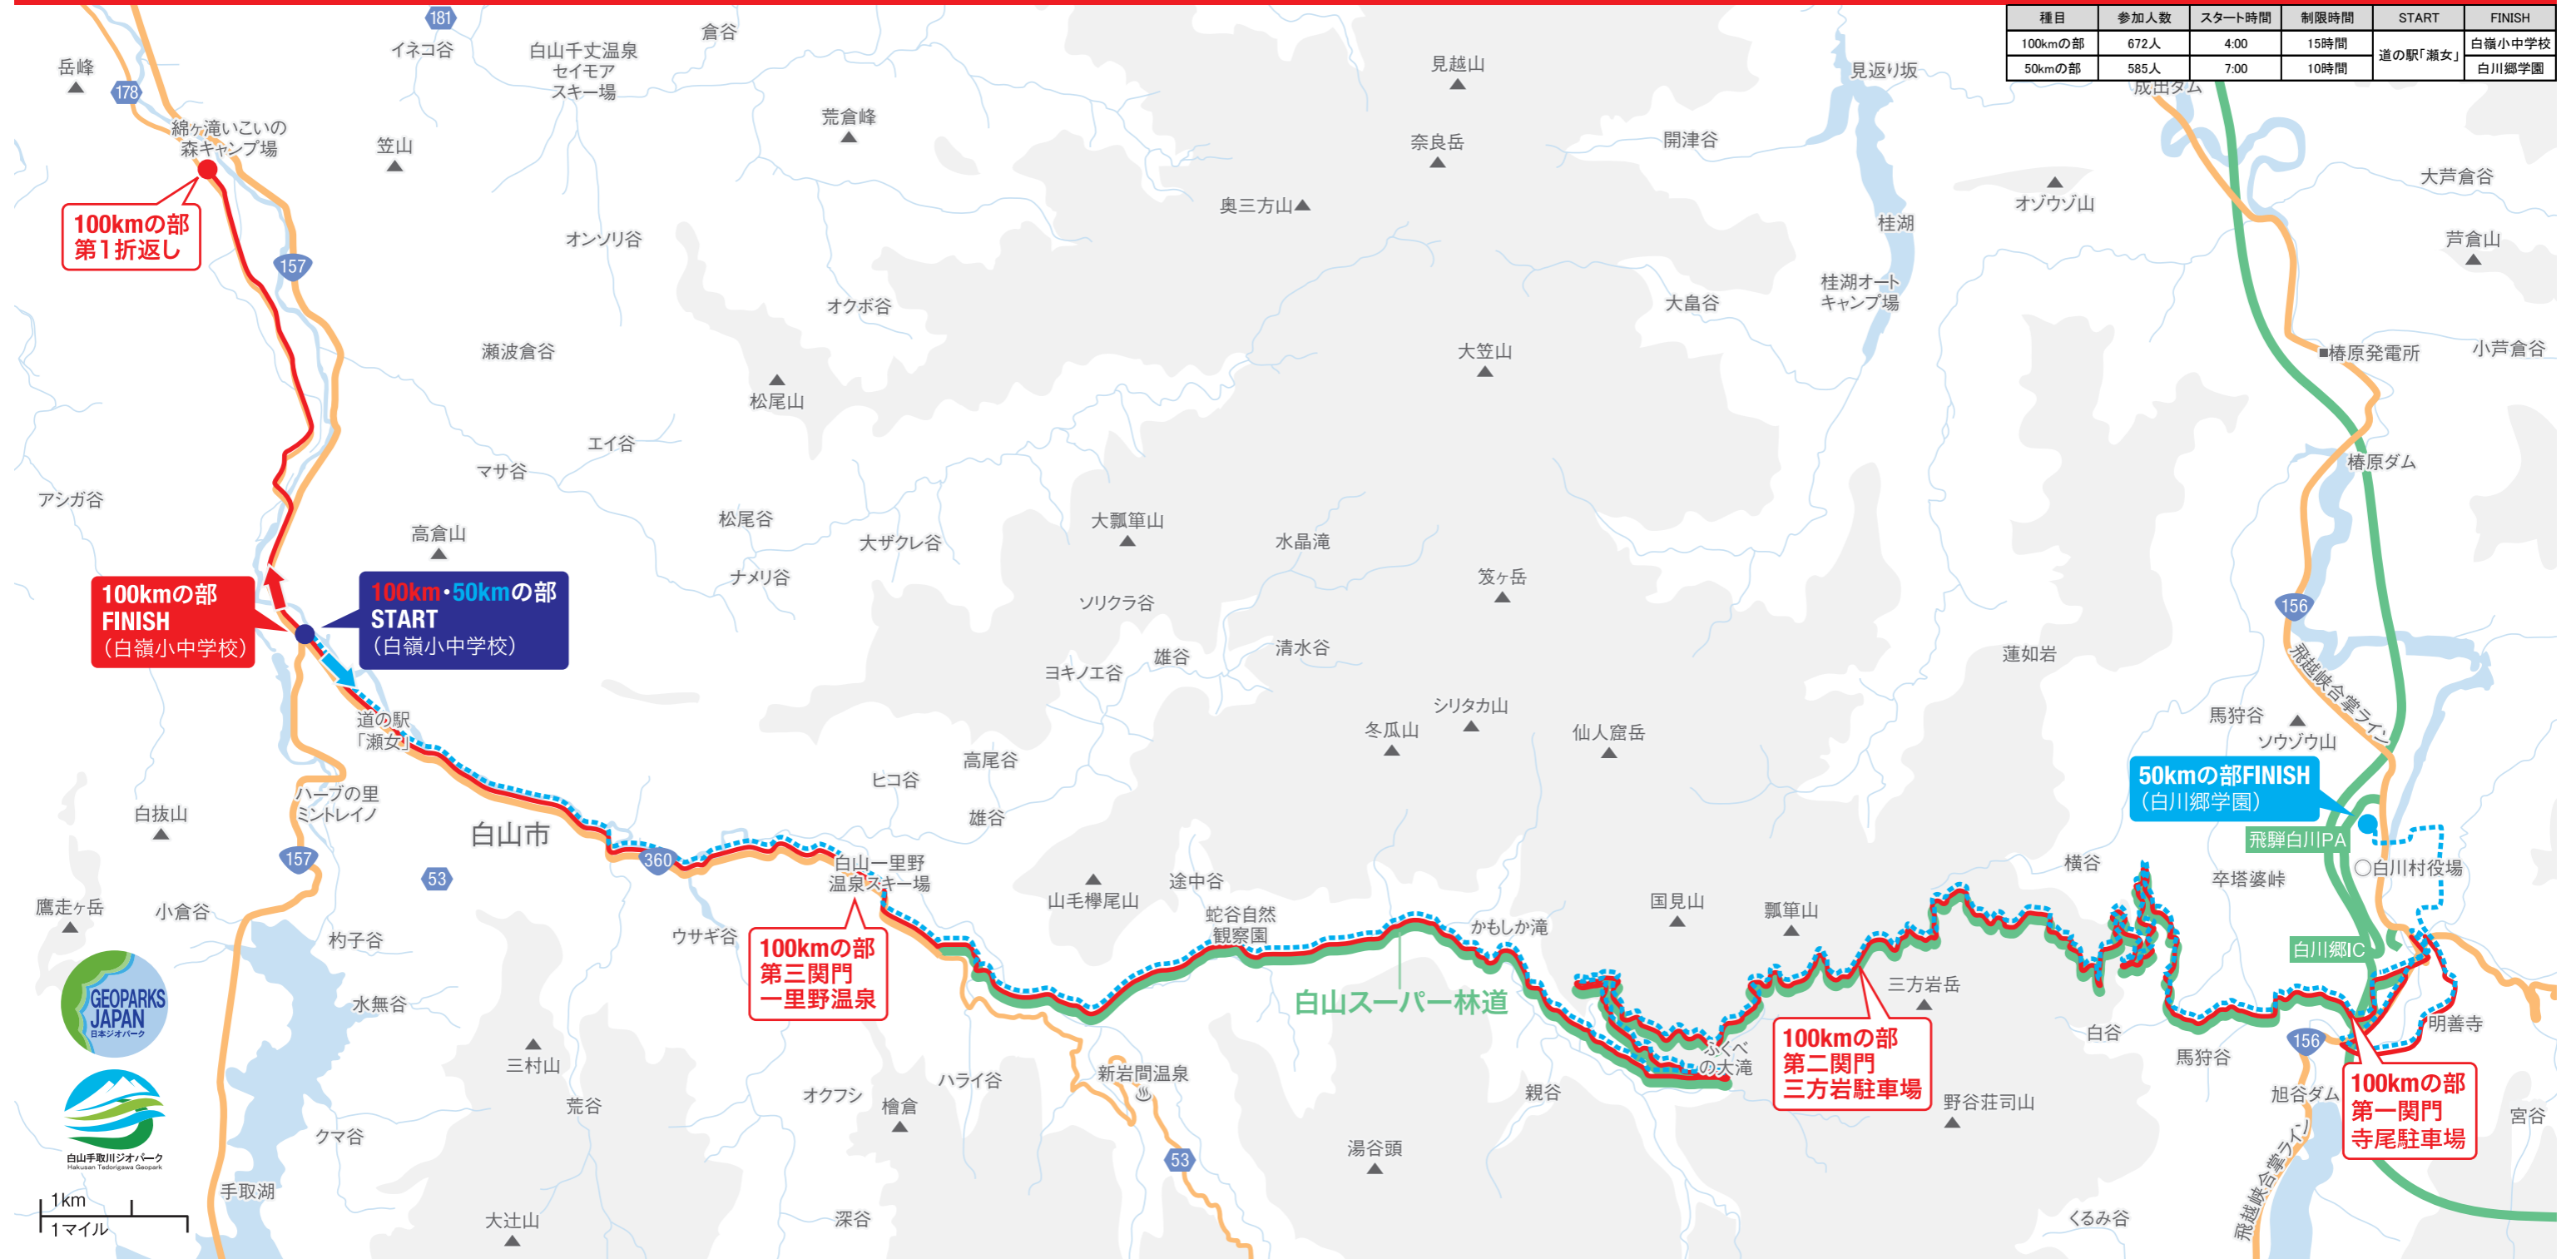 種目 参加人数 スタート時間 制限時間 START FINISH
100kmの部 672人 4:00 15時間 道の駅「瀬女」 白嶺小中学校
50kmの部 585人 7:00 10時間 白川郷学園
181
イネコ谷
白山千丈温泉
セイモア
スキー場
倉谷
見越山
見返り坂
成出ダム
岳峰
178
綿ヶ滝いこいの
森キャンプ場
笠山
荒倉峰
奈良岳
開津谷
大芦倉谷
100kmの部
第1折返し
オンソリ谷
奥三方山
オゾウゾ山
桂湖
芦倉山
157
オクボ谷
大畠谷
桂湖オート
キャンプ場
瀬波倉谷
大笠山
椿原発電所
小芦倉谷
松尾山
エイ谷
マサ谷
椿原ダム
アシガ谷
高倉山
松尾谷
大ザクレ谷
大瓢箪山
水晶滝
ナメリ谷
ソリクラ谷
笈ヶ岳
156
100kmの部
FINISH
（白嶺小中学校）
100km・50kmの部
START
（白嶺小中学校）
ヨキノエ谷
雄谷
清水谷
蓮如岩
飛越峡合掌ライン
道の駅
「瀬女」
冬瓜山
シリタカ山
仙人窟岳
馬狩谷
ソウゾウ山
高尾谷
ヒコ谷
雄谷
50kmの部FINISH
（白川郷学園）
ハーブの里
ミントレイノ
白抜山
白山市
飛騨白川PA
157
53
360
白山一里野
温泉スキー場
横谷
卒塔婆峠
白川村役場
鷹走ヶ岳
小倉谷
杓子谷
ウサギ谷
山毛欅尾山
途中谷
蛇谷自然
観察園
かもしか滝
国見山
瓢箪山
白川郷IC
100kmの部
第三関門
一里野温泉
GEOPARKS
JAPAN
日本ジオパーク
水無谷
白山スーパー林道
三方岩岳
白谷
馬狩谷
156
明善寺
三村山
荒谷
オクフシ
檜倉
ハライ谷
新岩間温泉
親谷
ふくべ
の大滝
100kmの部
第二関門
三方岩駐車場
野谷荘司山
旭谷ダム
100kmの部
第一関門
寺尾駐車場
宮谷
クマ谷
白山手取川ジオパーク
Hakusan Tedorigawa Geopark
53
湯谷頭
飛越峡合掌ライン
手取湖
1km
1マイル
大辻山
深谷
くるみ谷